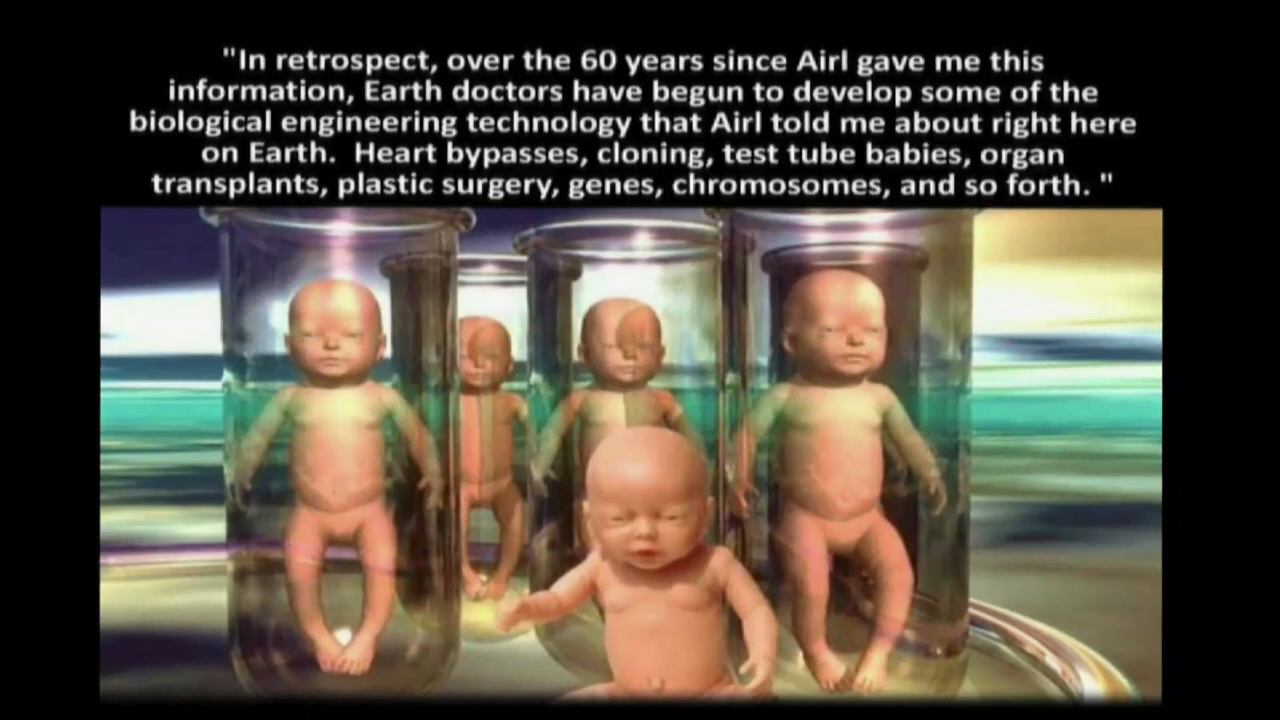 "In retrospect, over the 60 years since Airl gave me this
information, Earth doctors have begun to develop some of the
biological engineering technology that Airl told me about right here
on Earth.  Heart bypasses, cloning, test tube babies, organ
transplants, plastic surgery, genes, chromosomes, and so forth. "